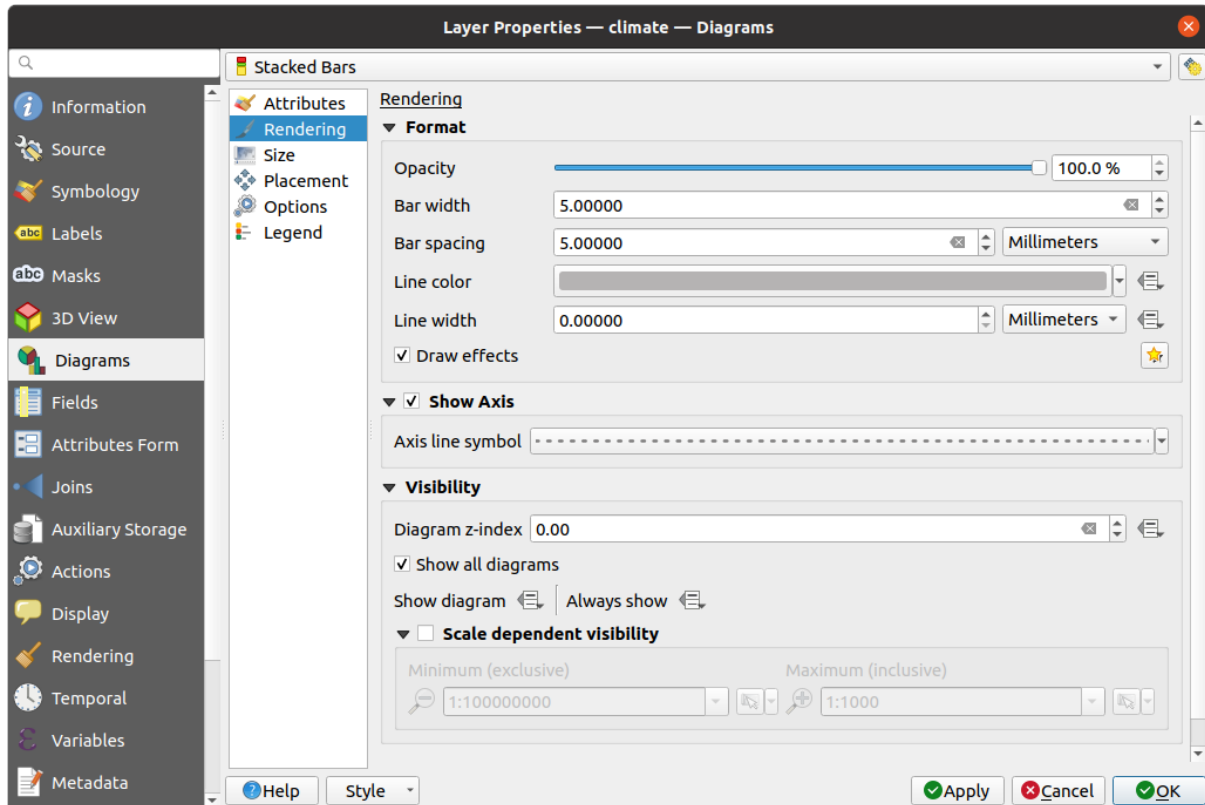 Layer Properties — climate — Diagrams
Stacked Bars
Information
Source
Symbology
abc Labels
abc Masks
3D View
Diagrams
Fields
Attributes Form
Joins
Auxiliary Storage
Actions
Display
Rendering
Temporal
Variables
Metadata
Attributes
Rendering
Size
Placement
Options
Legend
Rendering
Format
Opacity 100.0 %
Bar width 5.00000
Bar spacing 5.00000 Millimeters
Line color
Line width 0.00000 Millimeters
Draw effects
Show Axis
Axis line symbol
Visibility
Diagram z-index 0.00
Show all diagrams
Show diagram Always show
Scale dependent visibility
Minimum (exclusive) Maximum (inclusive)
1:100000000 1:1000
Help Style Apply Cancel OK